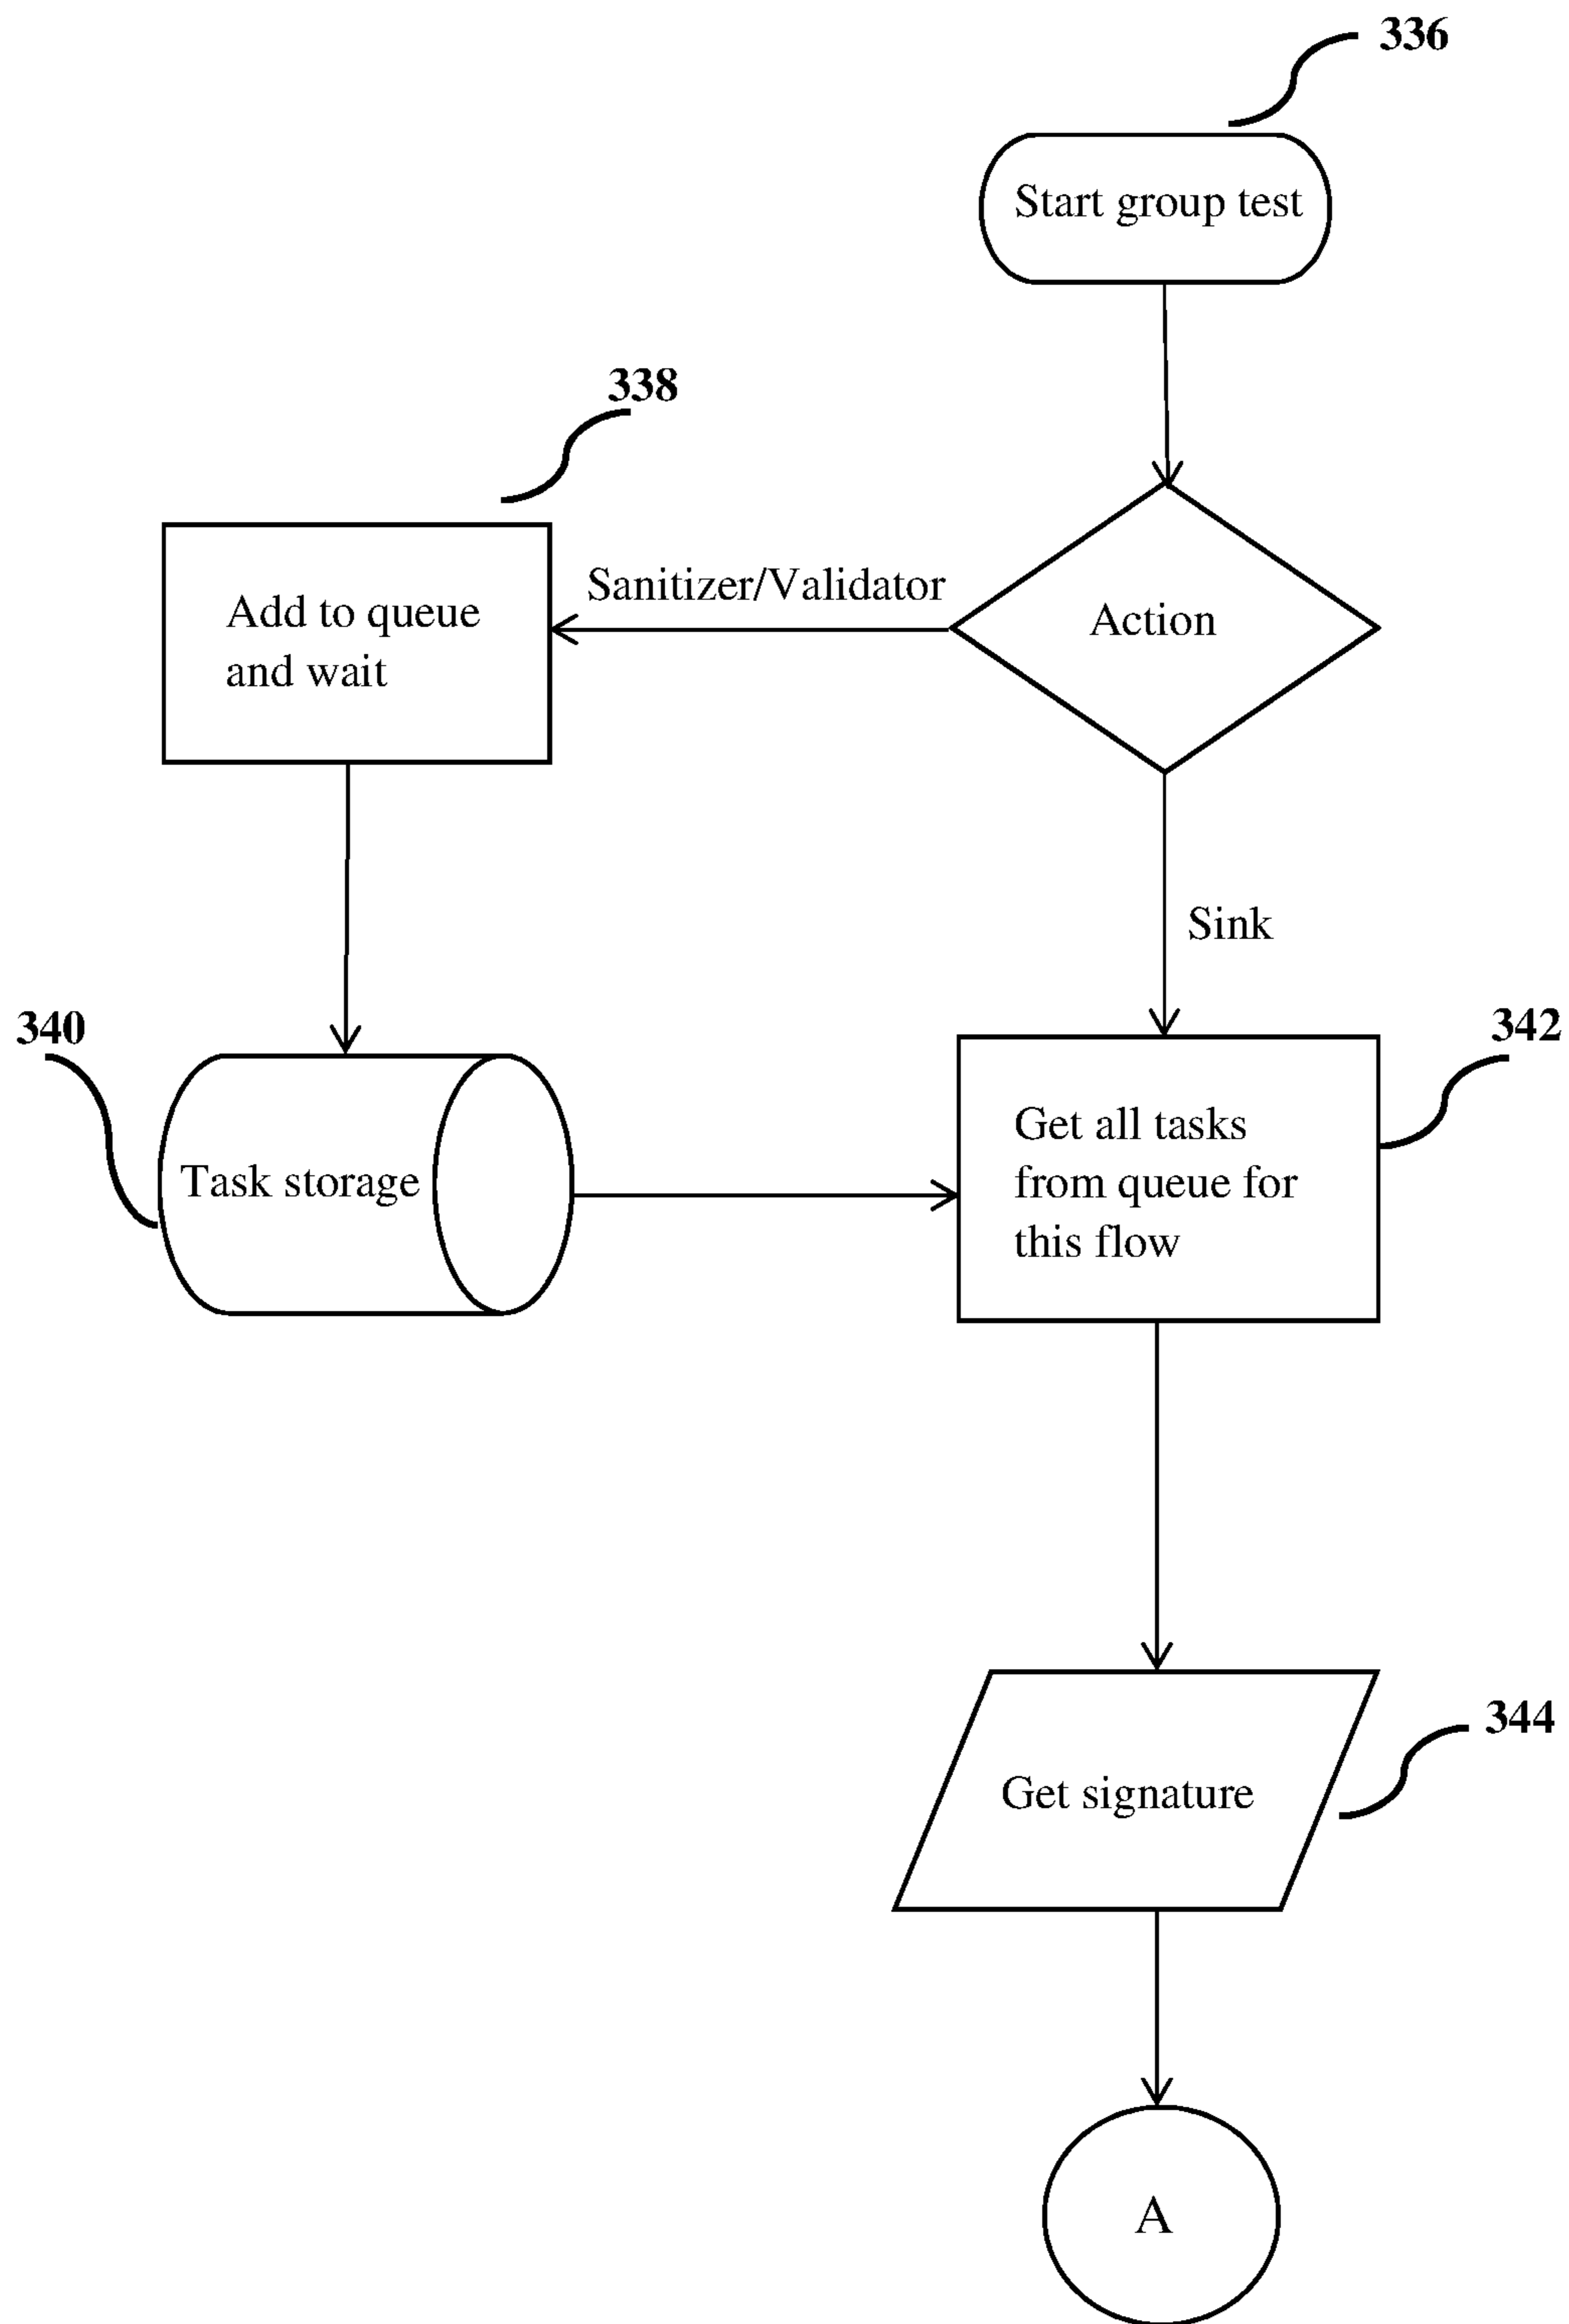 336
Start group test
338
Sanitizer/Validator
Action
Add to queue
and wait
Sink
340
Task storage
342
Get all tasks
from queue for
this flow
344
Get signature
A